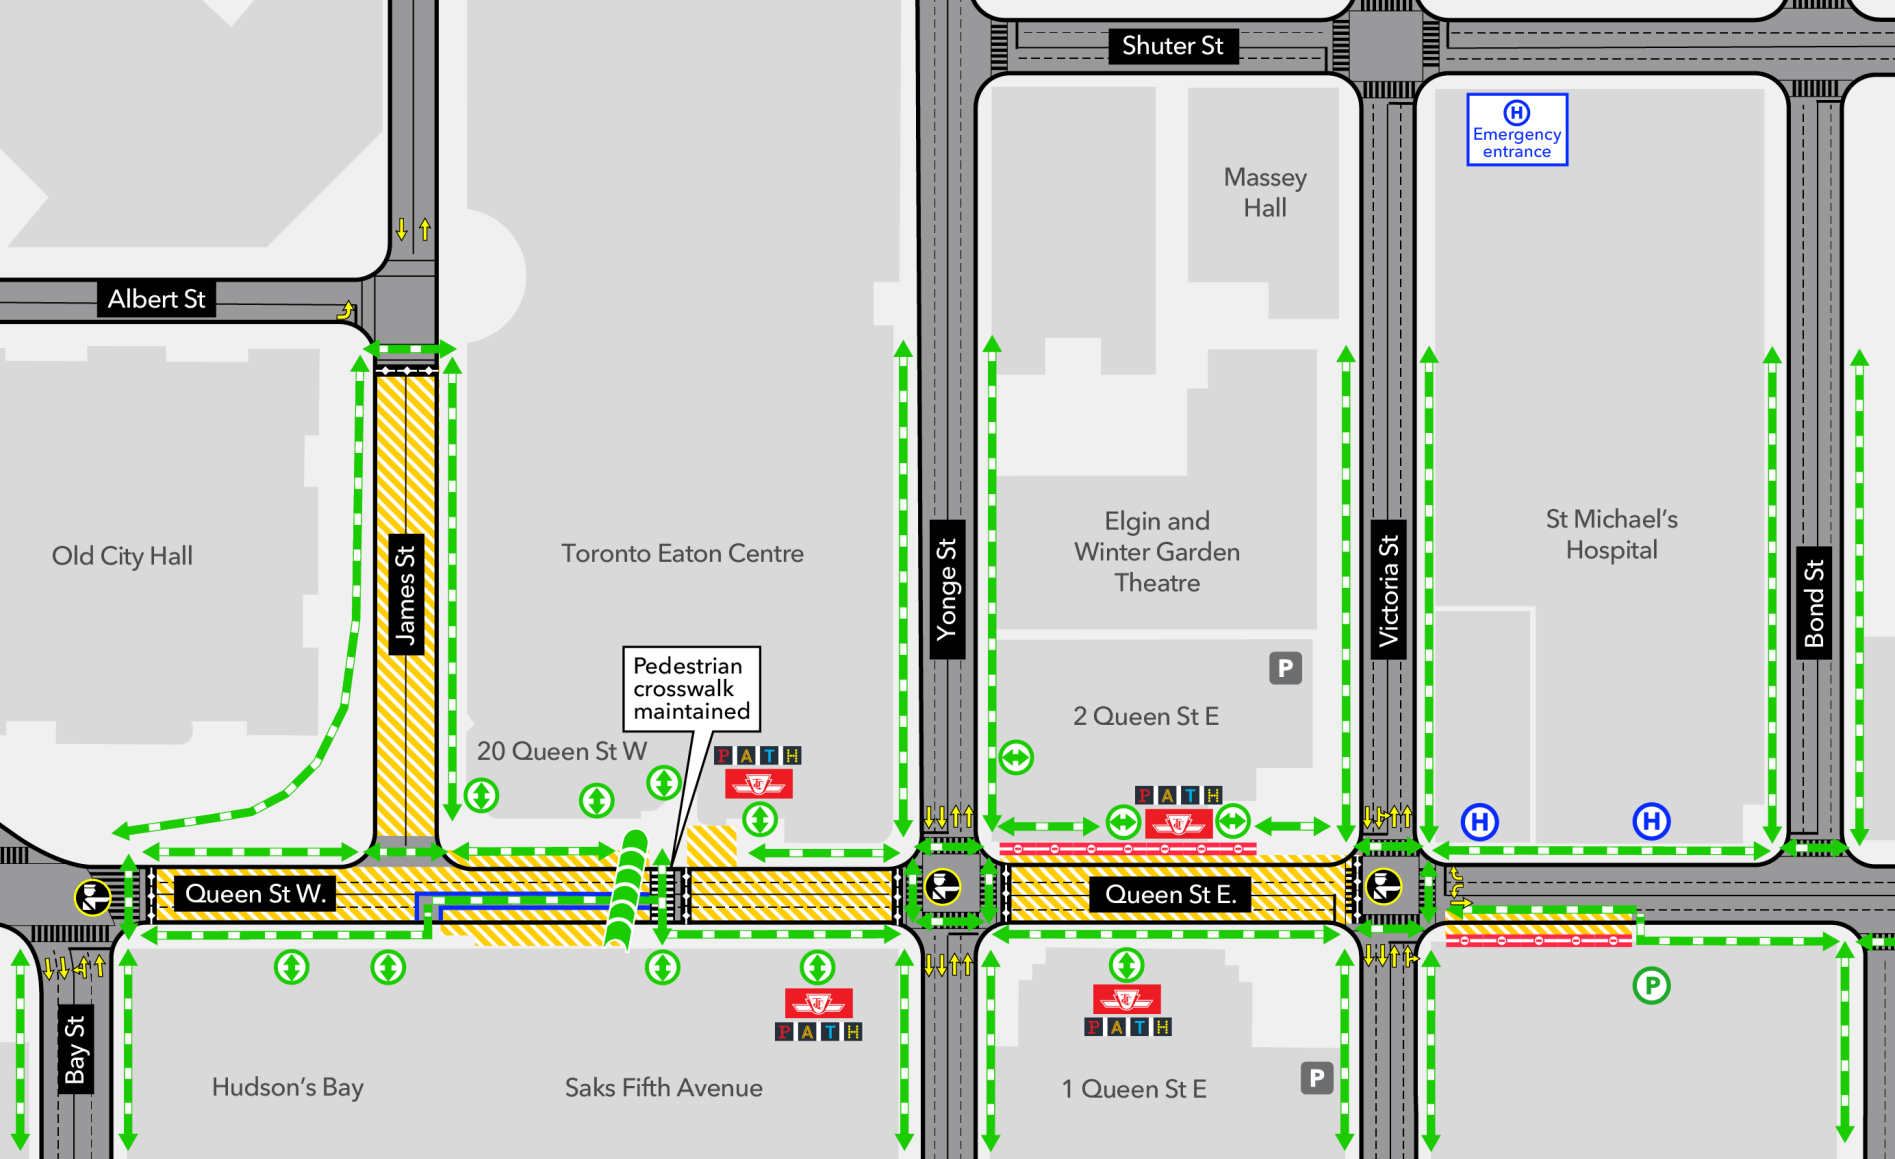 Shuter St
H
Emergency
entrance
Massey
Hall
Albert St
Old City Hall
James St
Toronto Eaton Centre
Yonge St
Elgin and
Winter Garden
Theatre
Victoria St
St Michael's
Hospital
Bond St
Pedestrian
crosswalk
maintained
P
2 Queen St E
20 Queen St W
PATH
PATH
H
H
Queen St W.
Queen St E.
P
PATH
PATH
Bay St
Hudson's Bay
Saks Fifth Avenue
1 Queen St E
P